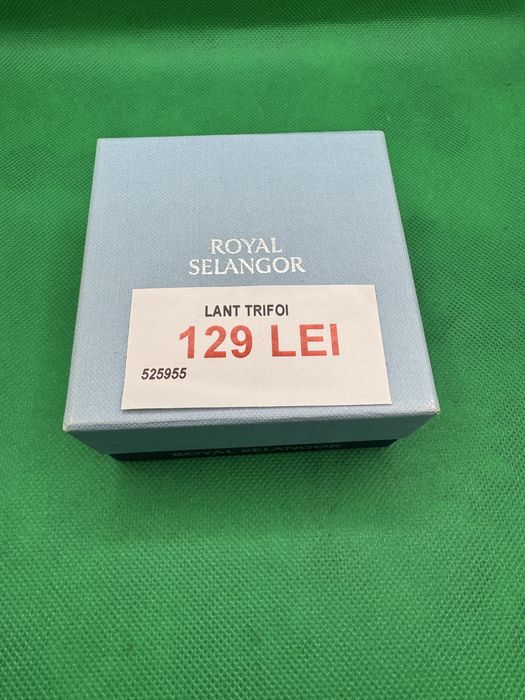 ROYAL
SELANGOR
LANT TRIFOI
129 LEI
525955
ROYAL SELANGOR